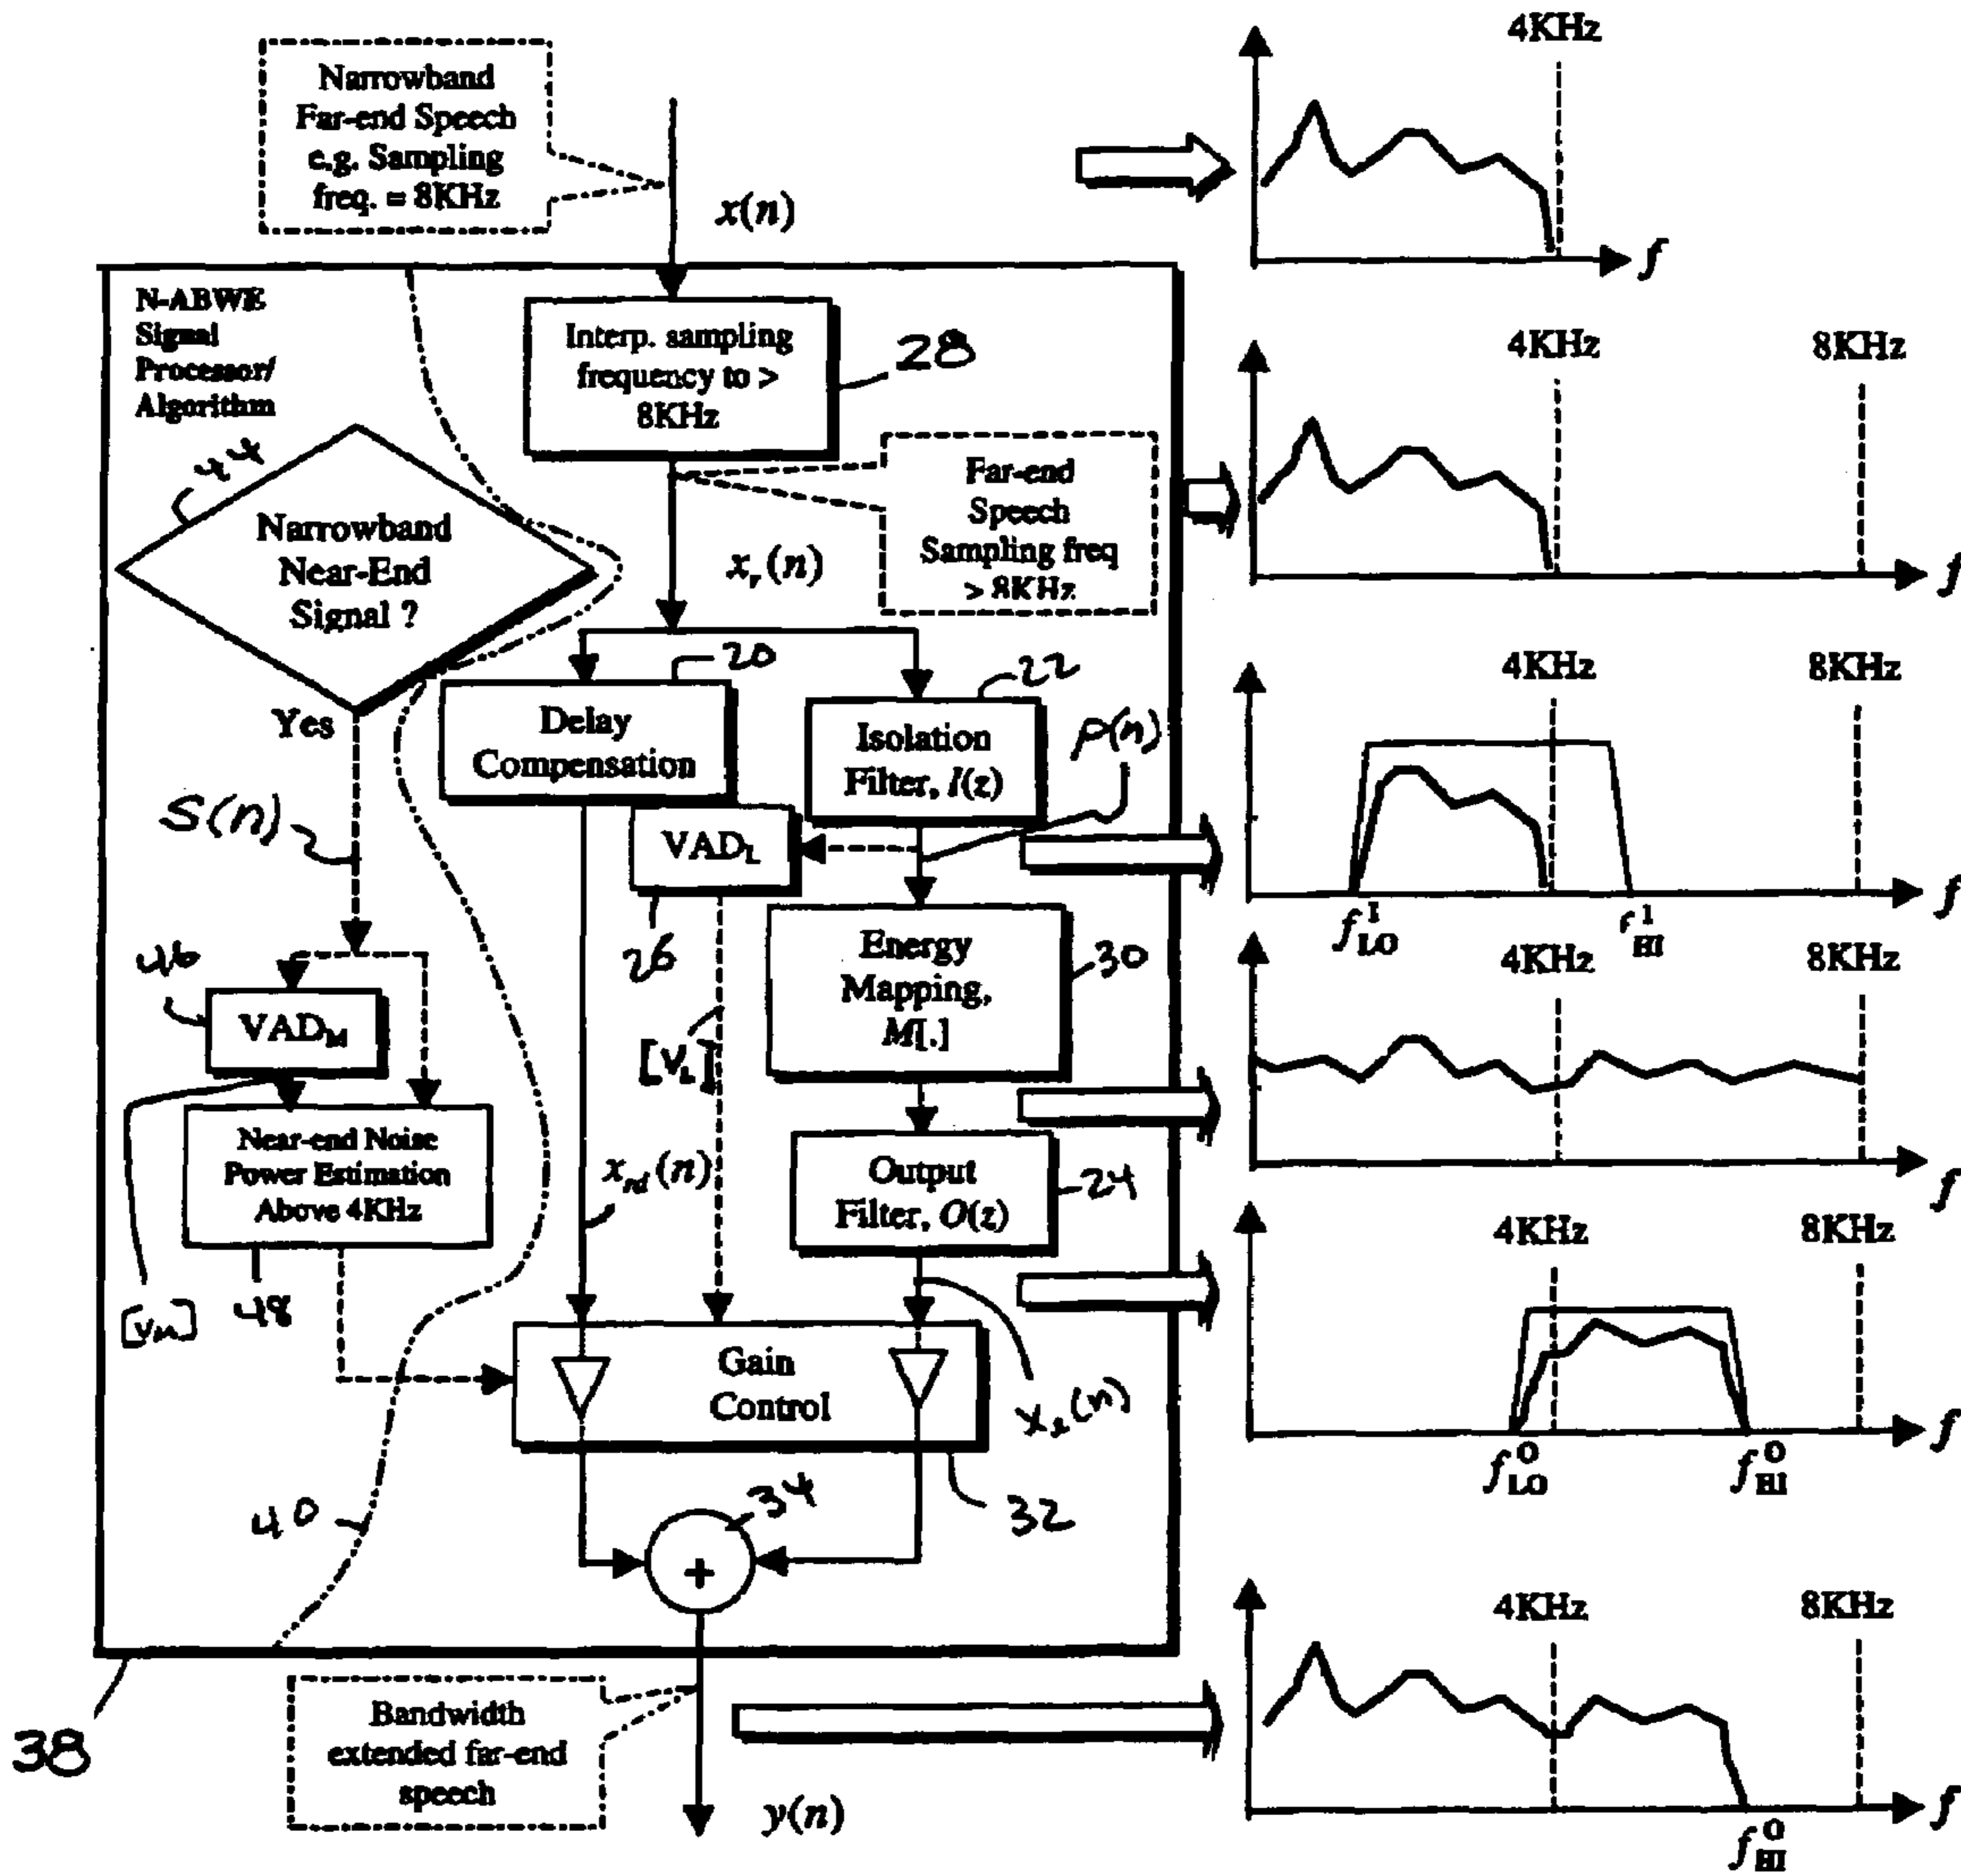 Narrowband
Far-end Speech
e.g. Sampling
freq. = 8KHz
x(n)
4KHz
f
N-ABWE
Signal
Processor/
Algorithm
Interp. sampling
frequency to >
8KHz
28
4KHz
8KHz
f
44
Narrowband
Near-End
Signal ?
Yes
Far-end
Speech
Sampling freq
> 8KHz
x_r(n)
20
22
Delay
Compensation
Isolation
Filter, I(z)
p(n)
4KHz
8KHz
f
f^I_LO
f^1_HI
S(n)
VAD_L
26
Energy
Mapping,
M[.]
30
4KHz
8KHz
f
46
VAD_M
[V_L]
Near-end Noise
Power Estimation
Above 4KHz
x_rd(n)
Output
Filter, O(z)
24
[V_M]
48
4KHz
8KHz
f
f^O_LO
f^O_HI
Gain
Control
32
34
+
40
4KHz
8KHz
f
f^O_HI
38
Bandwidth
extended far-end
speech
y(n)